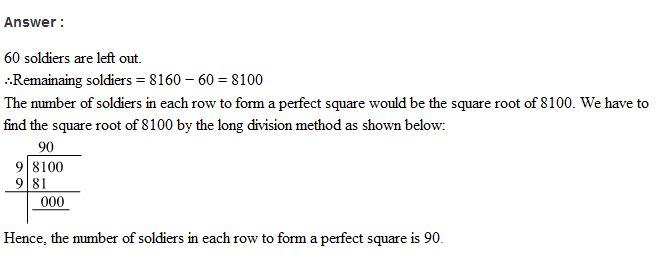 Answer :
60 soldiers are left out.
∴Remainaing soldiers = 8160 − 60 = 8100
The number of soldiers in each row to form a perfect square would be the square root of 8100. We have to
find the square root of 8100 by the long division method as shown below:
90
9 8100
9 81
000
Hence, the number of soldiers in each row to form a perfect square is 90.